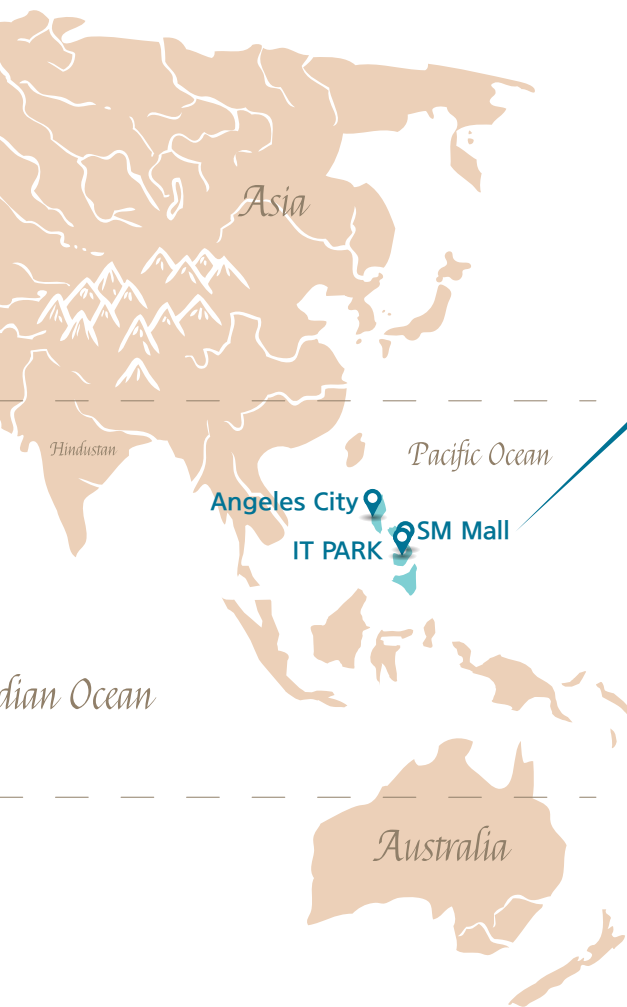 Asia
Hindustan
Pacific Ocean
Angeles City
SM Mall
IT PARK
dian Ocean
Australia